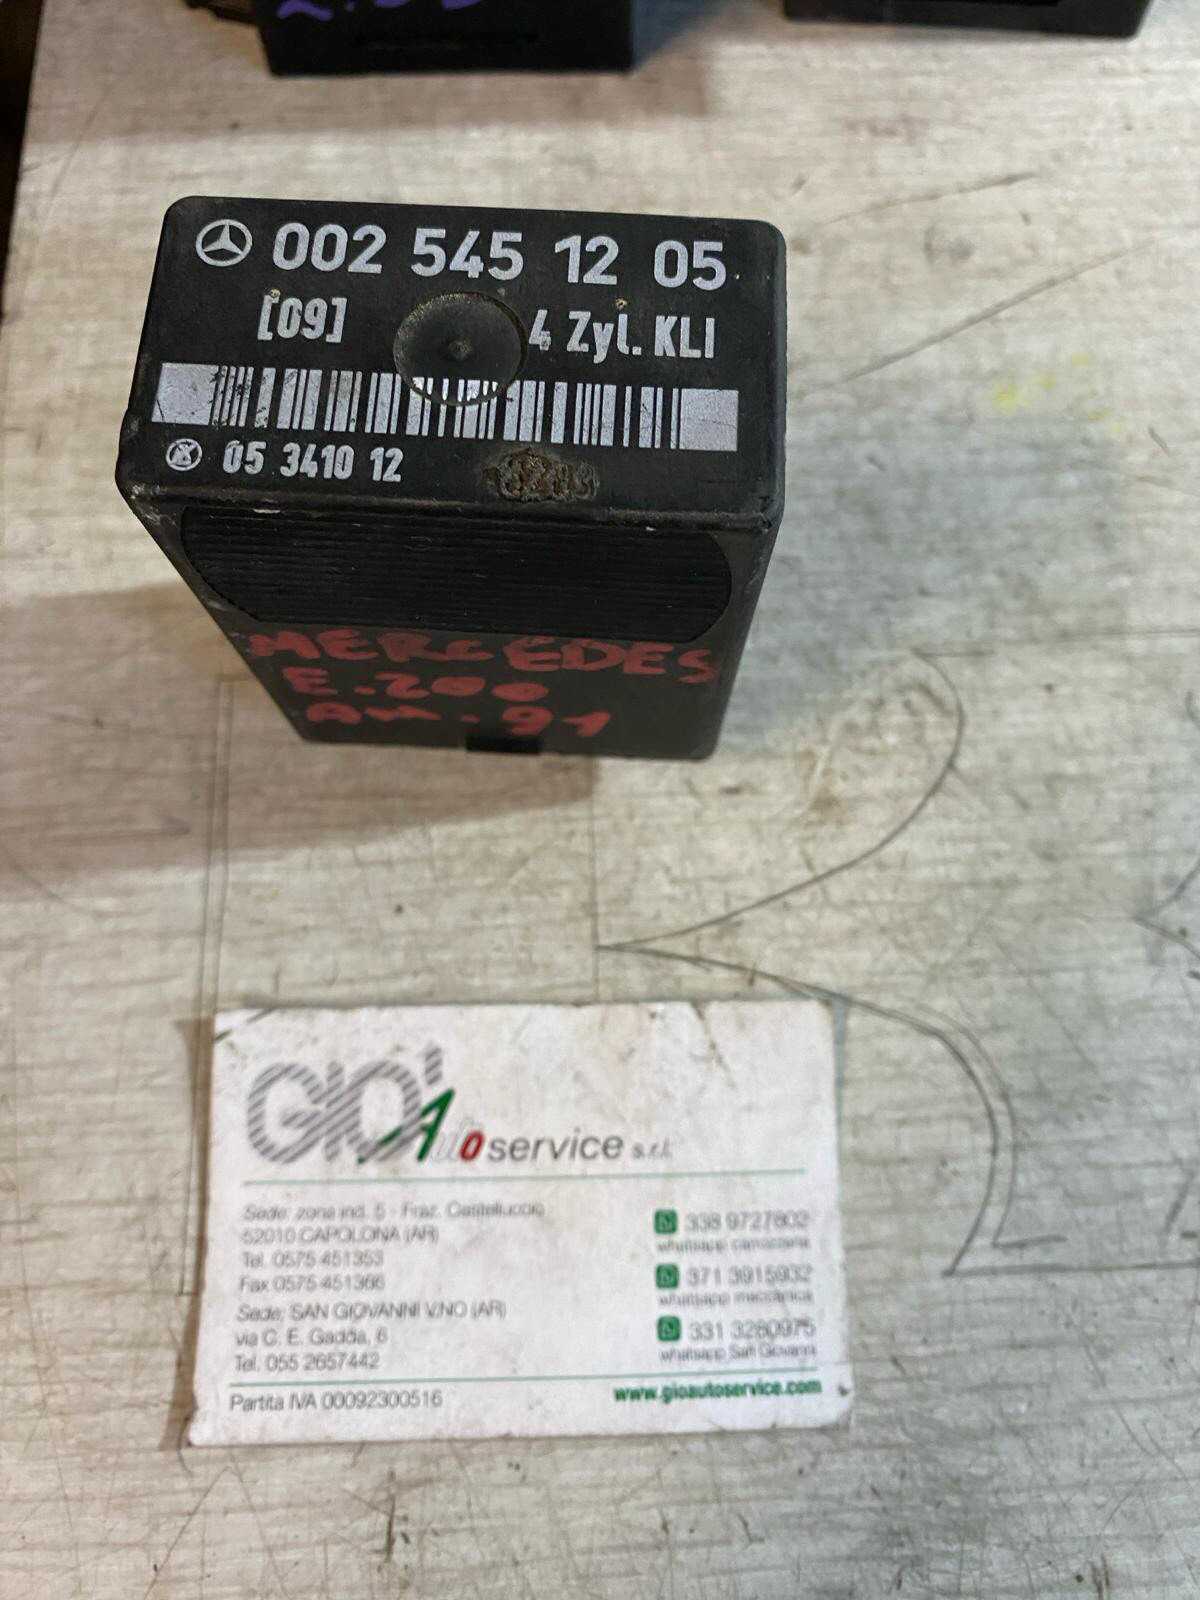 002 545 12 05
[09] 4 Zyl. KLI
05 3410 12
MERCEDES
E.200
AN.91
GIO' Auto service s.r.l.
Sede: zona ind. 5 - Fraz. Castelluccio
52010 CAPOLONA (AR)
Tel. 0575 451353
Fax 0575 451366
Sede: SAN GIOVANNI V.NO (AR)
via C. E. Gadda, 6
Tel. 055 2657442
338 9727802
whatsapp carrozzeria
371 3915932
whatsapp meccanica
331 3280975
whatsapp San Giovanni
Partita IVA 00092300516
www.gioautoservice.com